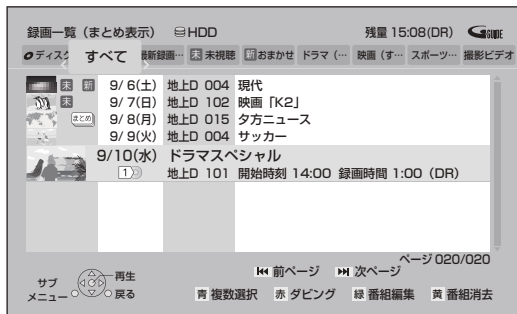 録画一覧(まとめ表示) HDD 残量 15:08(DR) G-GUIDE
ディスク すべて 最新録画… 未 未視聴 新 おまかせ ドラマ(… 映画(す… スポーツ… 撮影ビデオ
未 新 9/ 6(土) 地上D 004 現代
未 9/ 7(日) 地上D 102 映画「K2」
まとめ 9/ 8(月) 地上D 015 夕方ニュース
9/ 9(火) 地上D 004 サッカー
9/10(水) ドラマスペシャル
1 地上D 101 開始時刻 14:00 録画時間 1:00(DR)
ページ 020/020
前ページ 次ページ
サブメニュー 再生 戻る
青 複数選択 赤 ダビング 緑 番組編集 黄 番組消去